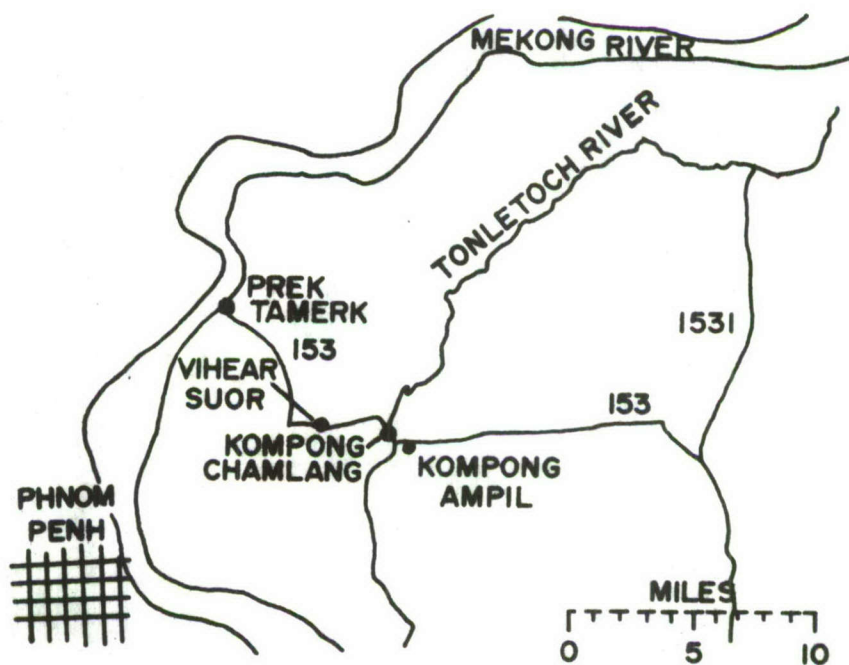 MEKONG RIVER
TONLETOCH RIVER
PREK
TAMERK
153
1531
VIHEAR
SUOR
153
KOMPONG
CHAMLANG
KOMPONG
AMPIL
PHNOM
PENH
MILES
0 5 10